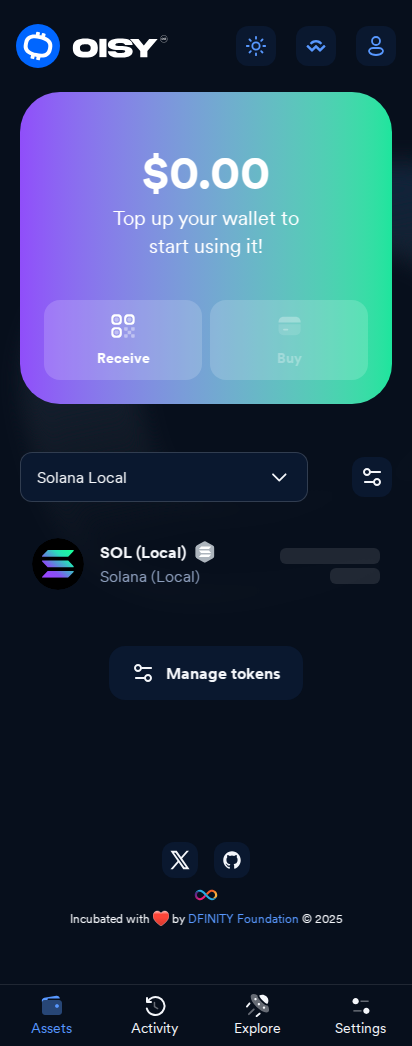 OISY
$0.00
Top up your wallet to
start using it!
Receive
Buy
Solana Local
SOL (Local)
Solana (Local)
Manage tokens
Incubated with ❤️ by DFINITY Foundation © 2025
Assets
Activity
Explore
Settings